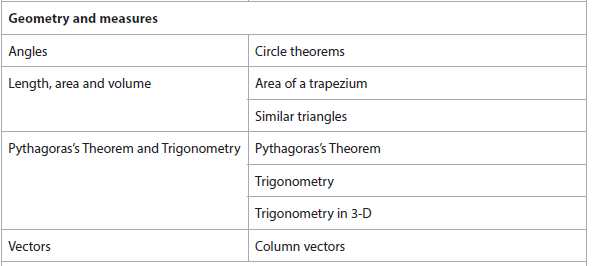 Geometry and measures
Angles Circle theorems
Length, area and volume Area of a trapezium
Similar triangles
Pythagoras's Theorem and Trigonometry Pythagoras's Theorem
Trigonometry
Trigonometry in 3-D
Vectors Column vectors